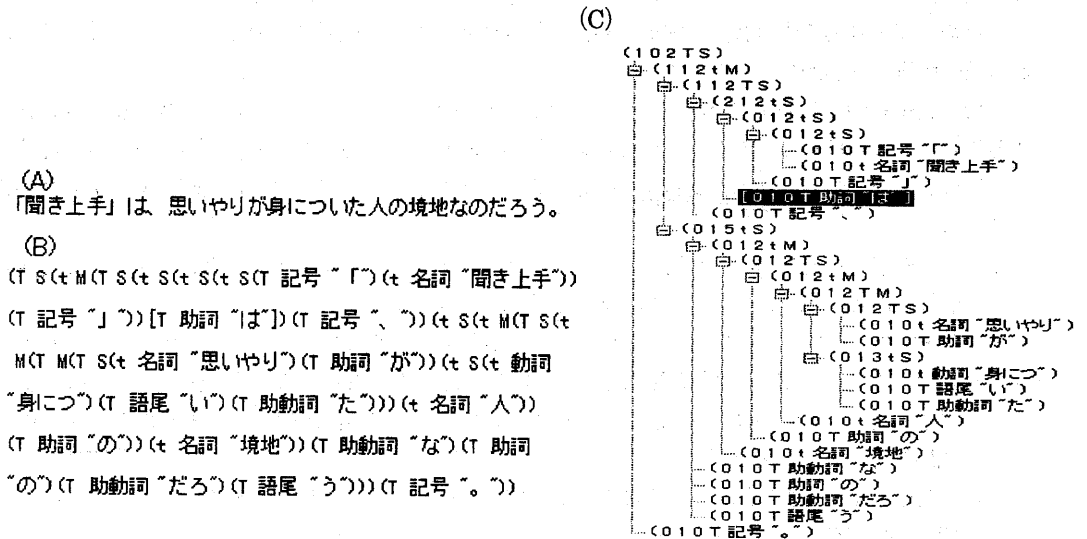 (A)
「聞き上手」は、思いやりが身についた人の境地なのだろう。
(B)
(T S(t M(T S(t S(t S(t S(T 記号 ˝「˝)(t 名詞 ˝聞き上手˝))
(T 記号 ˝」˝))[T 助詞 ˝は˝])(T 記号 ˝、˝))(t S(t M(T S(t
M(T M(T S(t 名詞 ˝思いやり˝)(T 助詞 ˝が˝))(t S(t 動詞
˝身につ˝)(T 語尾 ˝い˝)(T 助動詞 ˝た˝)))(t 名詞 ˝人˝))
(T 助詞 ˝の˝))(t 名詞 ˝境地˝))(T 助動詞 ˝な˝)(T 助詞
˝の˝)(T 助動詞 ˝だろ˝)(T 語尾 ˝う˝)))(T 記号 ˝。˝))
(C)
(102TS)
(112tM)
(112TS)
(212tS)
(012tS)
(012tS)
(010T 記号 ˝「˝)
(010t 名詞 ˝聞き上手˝)
(010T 記号 ˝」˝)
[010T 助詞 ˝は˝]
(010T 記号 ˝、˝)
(015tS)
(012tM)
(012TS)
(012tM)
(012TM)
(012TS)
(010t 名詞 ˝思いやり˝)
(010T 助詞 ˝が˝)
(013tS)
(010t 動詞 ˝身につ˝)
(010T 語尾 ˝い˝)
(010T 助動詞 ˝た˝)
(010t 名詞 ˝人˝)
(010T 助詞 ˝の˝)
(010t 名詞 ˝境地˝)
(010T 助動詞 ˝な˝)
(010T 助詞 ˝の˝)
(010T 助動詞 ˝だろ˝)
(010T 語尾 ˝う˝)
(010T 記号 ˝。˝)